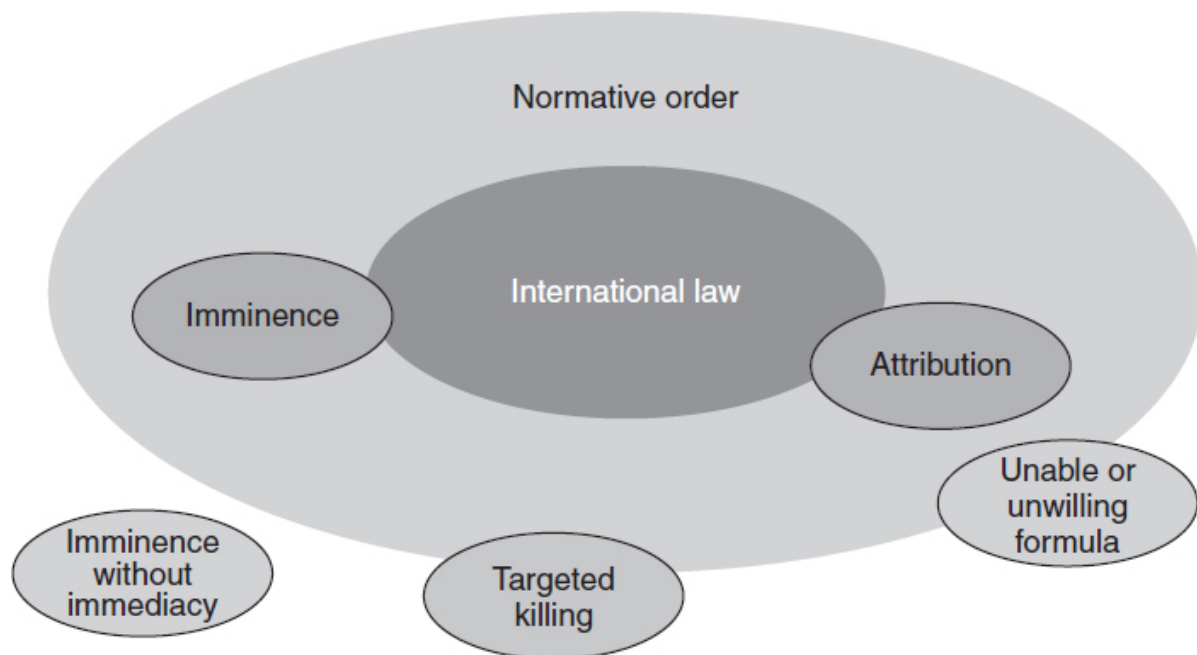 Normative order
International law
Imminence
Attribution
Unable or
unwilling
formula
Imminence
without
immediacy
Targeted
killing